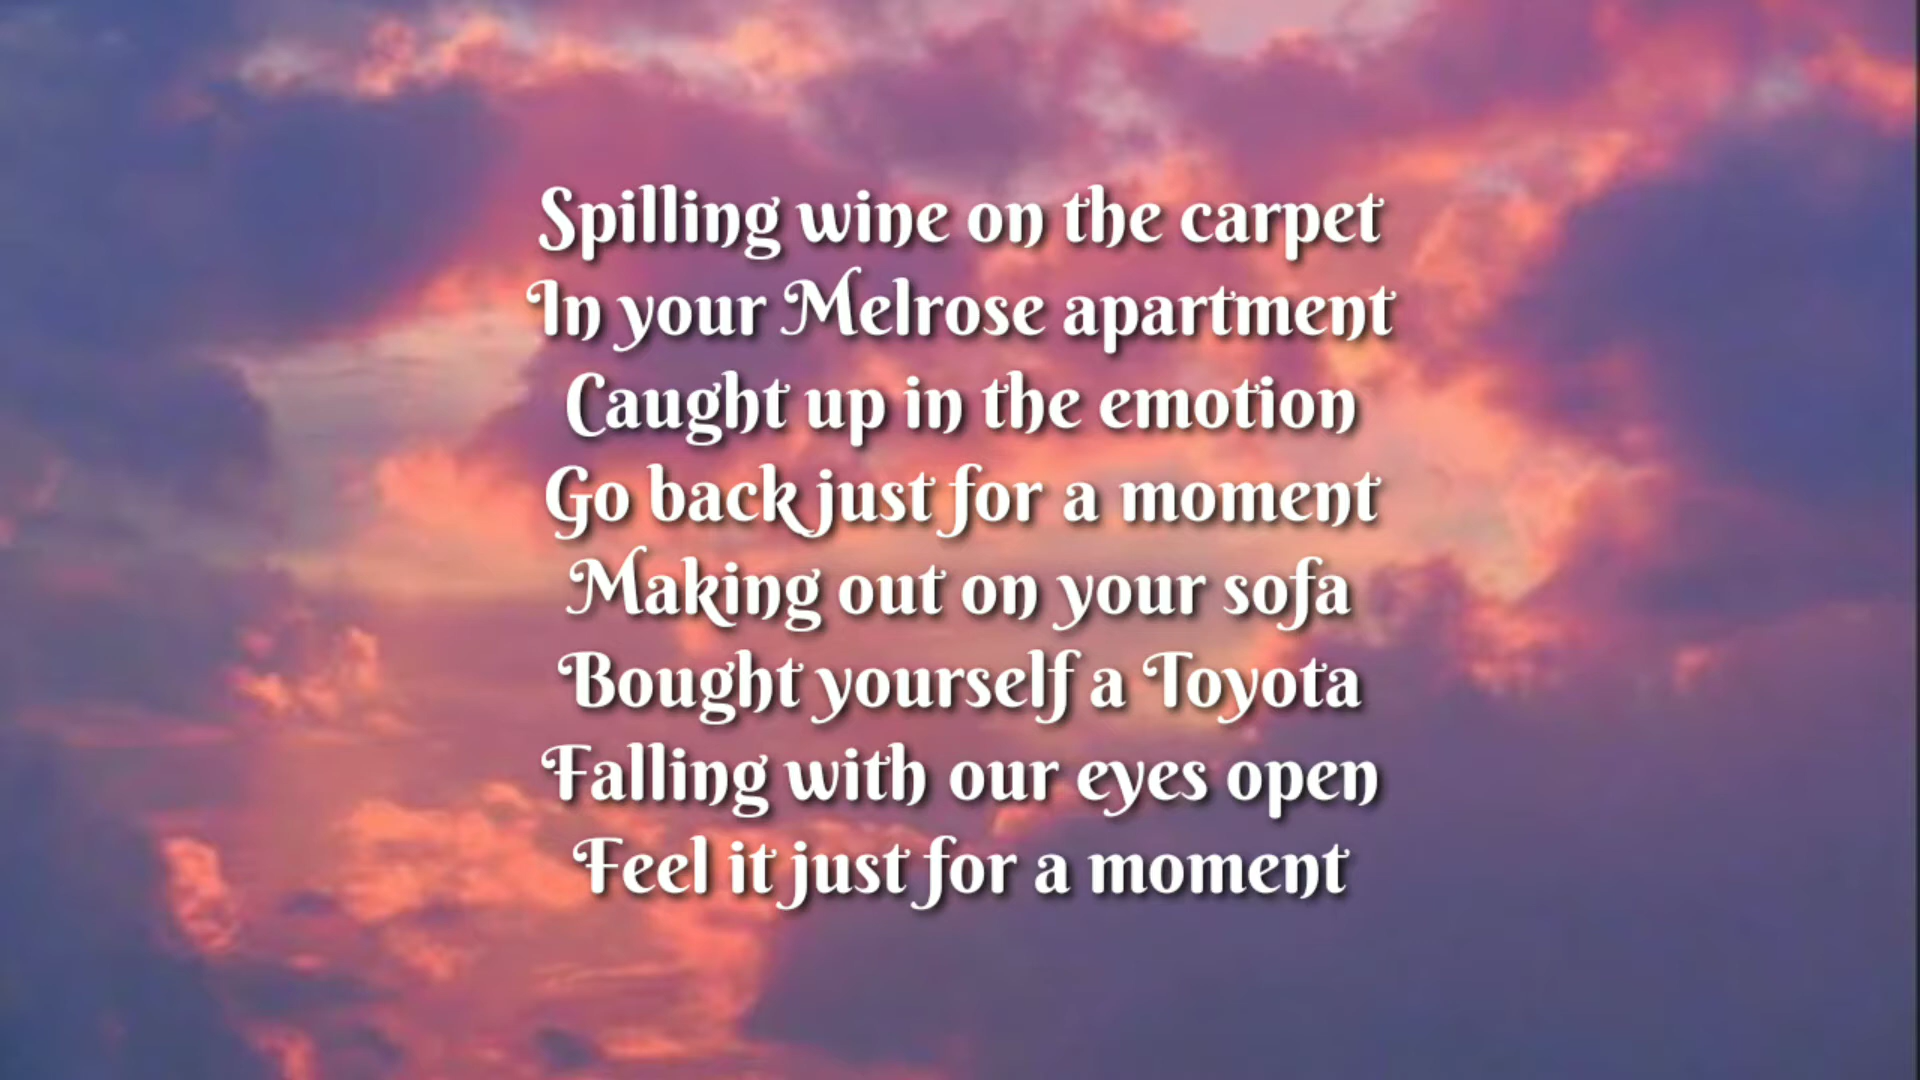 Spilling wine on the carpet
In your Melrose apartment
Caught up in the emotion
Go back just for a moment
Making out on your sofa
Bought yourself a Toyota
Falling with our eyes open
Feel it just for a moment